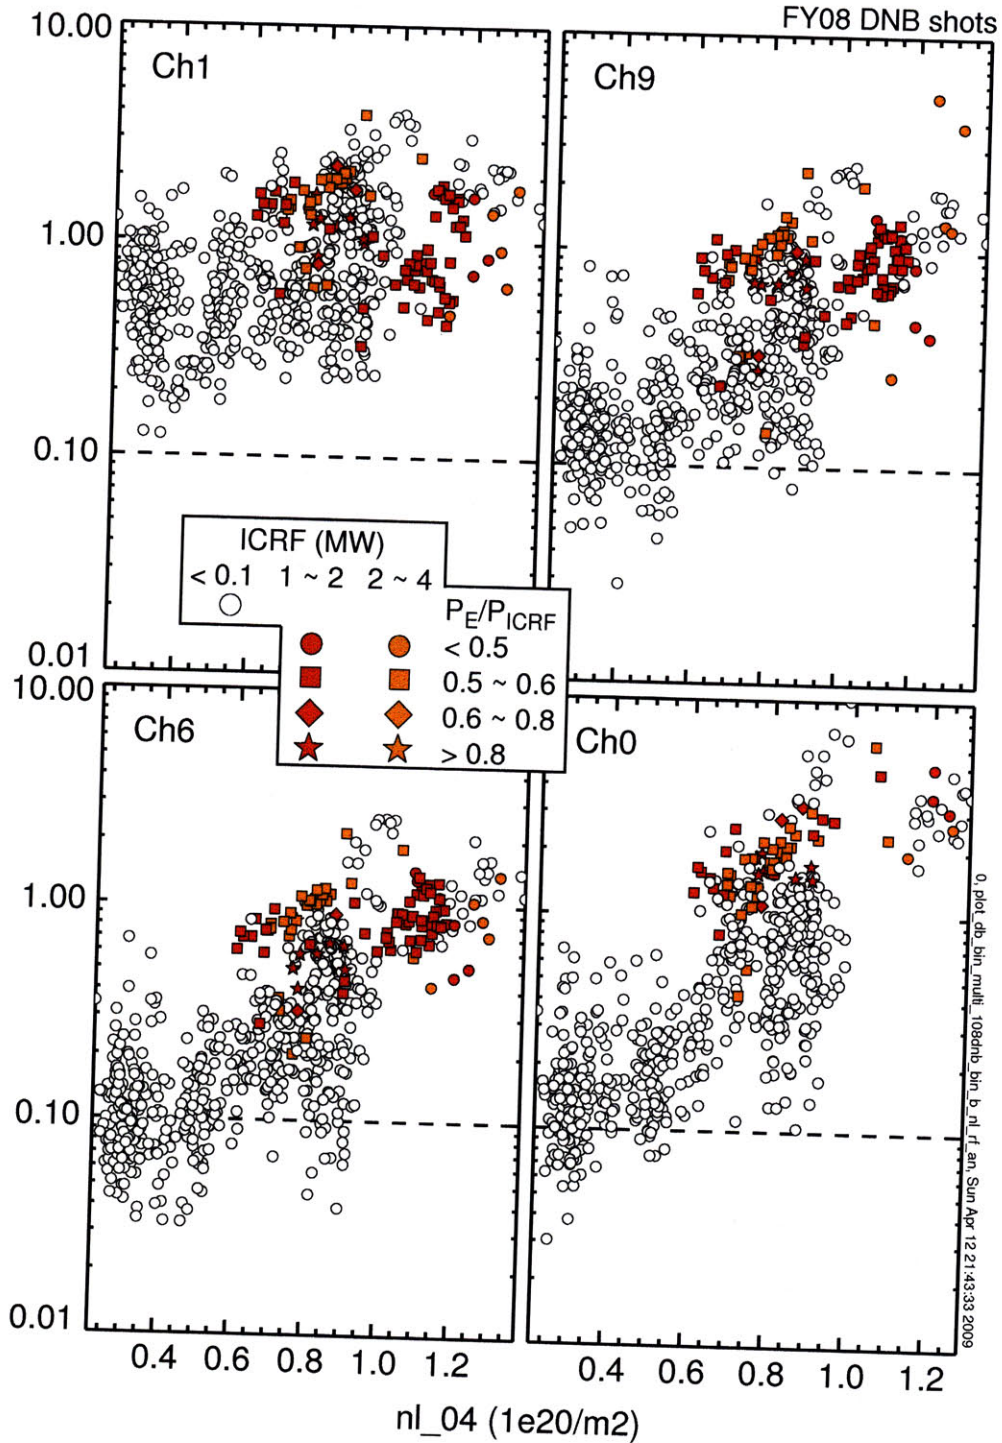 FY08 DNB shots
10.00
Ch1
Ch9
1.00
0.10
ICRF (MW)
< 0.1 1 ~ 2 2 ~ 4
P_E/P_ICRF
< 0.5
0.5 ~ 0.6
0.6 ~ 0.8
> 0.8
0.01
10.00
Ch6
Ch0
1.00
0.10
0.01
0.4 0.6 0.8 1.0 1.2
0.4 0.6 0.8 1.0 1.2
nl_04 (1e20/m2)
0, plot_db_bin_multi_108dnb_bin_b_nl_rf_an, Sun Apr 12 21:43:33 2009